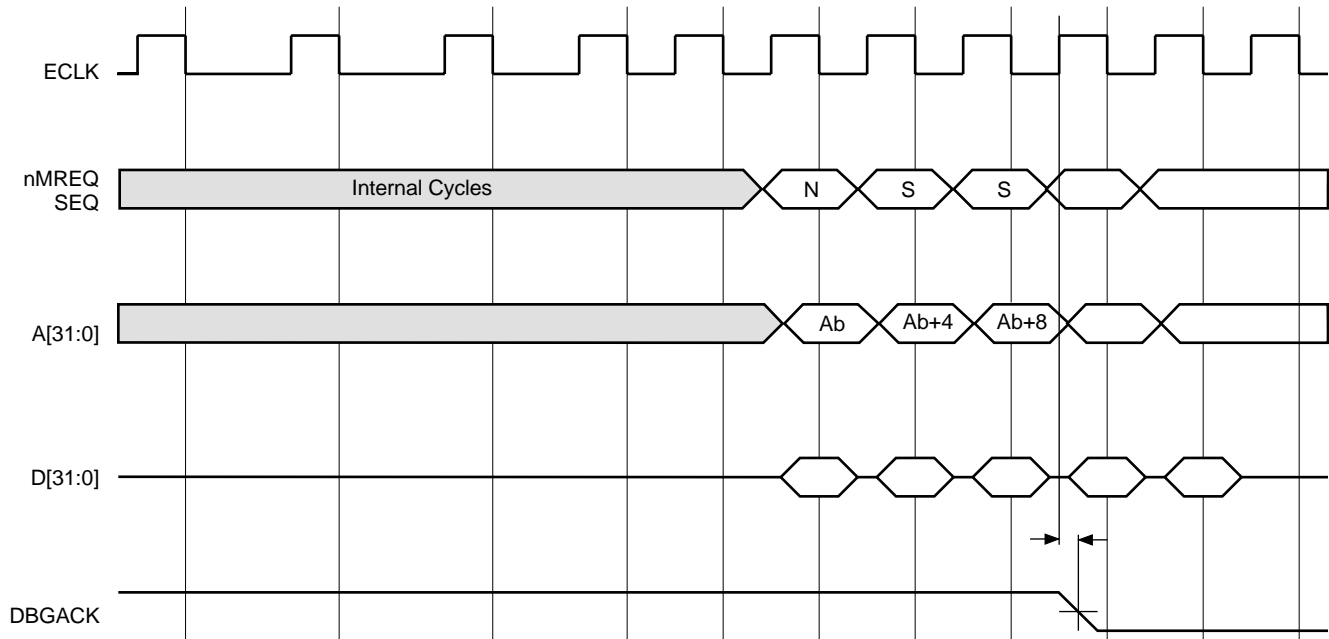 ECLK
nMREQ
SEQ
Internal Cycles
N
S
S
A[31:0]
Ab
Ab+4
Ab+8
D[31:0]
DBGACK